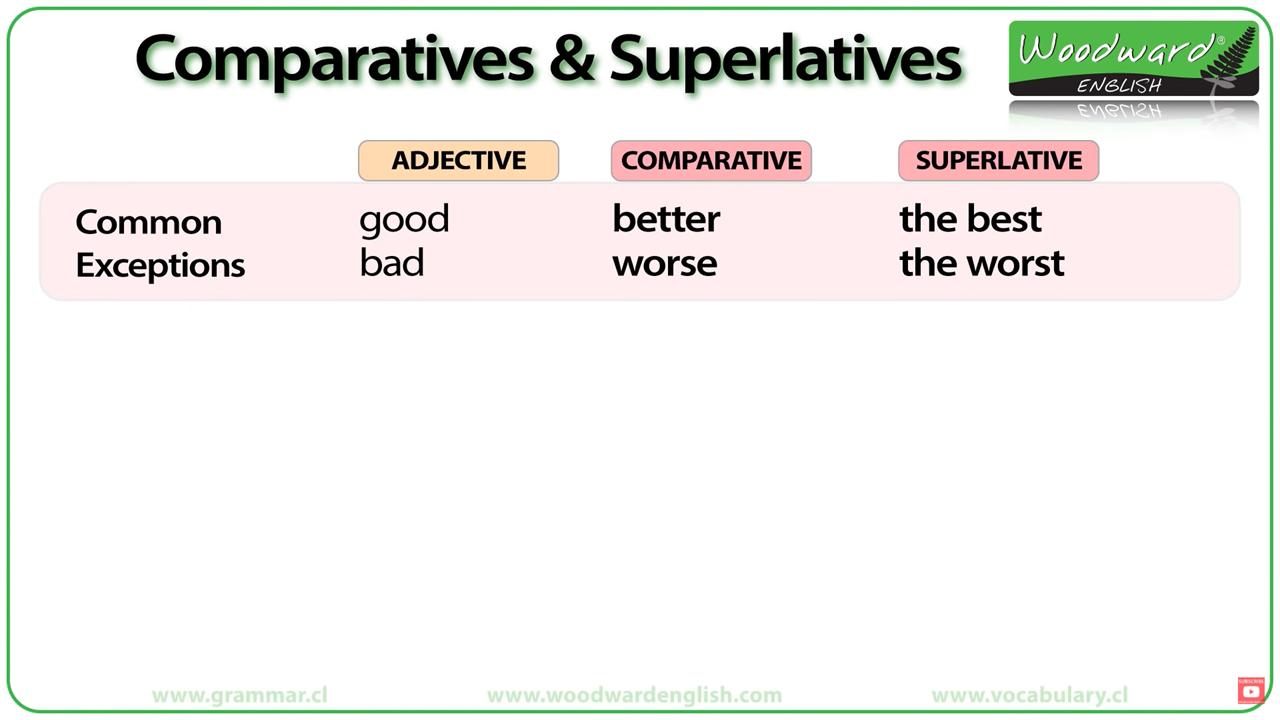 Comparatives & Superlatives
Woodward®
ENGLISH
ADJECTIVE COMPARATIVE SUPERLATIVE
Common good better the best
Exceptions bad worse the worst
www.grammar.cl www.woodwardenglish.com www.vocabulary.cl
SUBSCRIBE